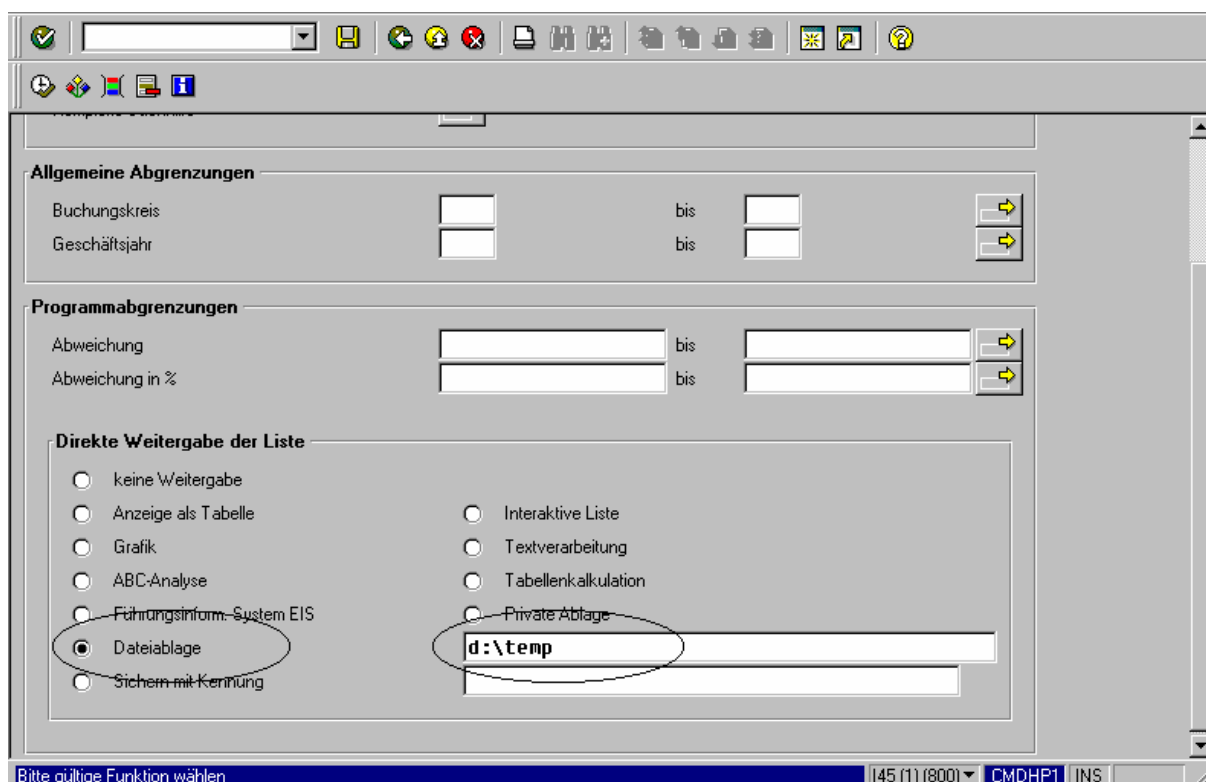 Allgemeine Abgrenzungen
Buchungskreis bis
Geschäftsjahr bis
Programmabgrenzungen
Abweichung bis
Abweichung in % bis
Direkte Weitergabe der Liste
keine Weitergabe
Anzeige als Tabelle Interaktive Liste
Grafik Textverarbeitung
ABC-Analyse Tabellenkalkulation
Führungsinform. System EIS Private Ablage
Dateiablage d:\temp
Sichern mit Kennung
Bitte gültige Funktion wählen I45 (1) (800) CMDHP1 INS